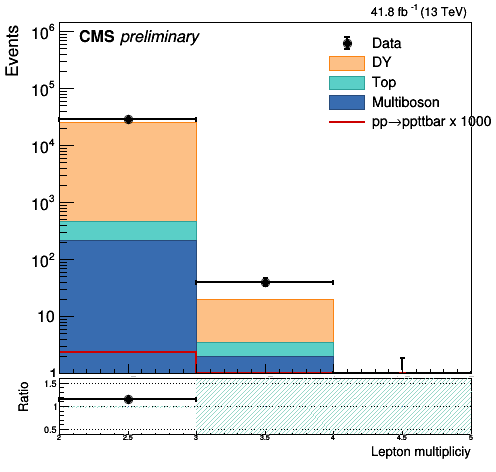 41.8 fb⁻¹ (13 TeV)
CMS preliminary
Events
10⁶
10⁵
10⁴
10³
10²
10
1
Data
DY
Top
Multiboson
pp→ppttbar x 1000
Ratio
1.5
1
0.5
2 2.5 3 3.5 4 4.5 5
Lepton multipliciy